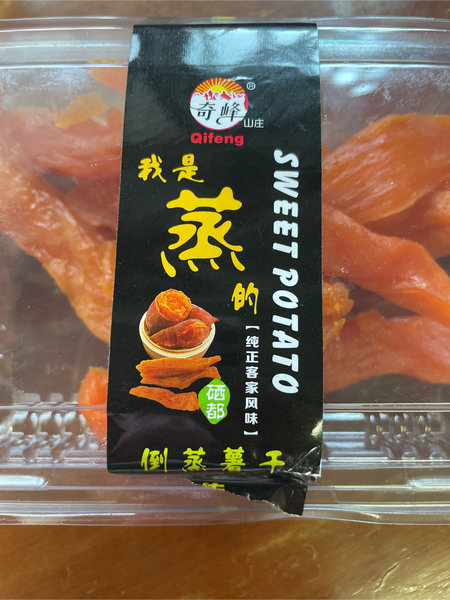 奇峰®
山庄
Qifeng
我是
蒸
的
SWEET POTATO
【纯正客家风味】
硒都
倒蒸薯干